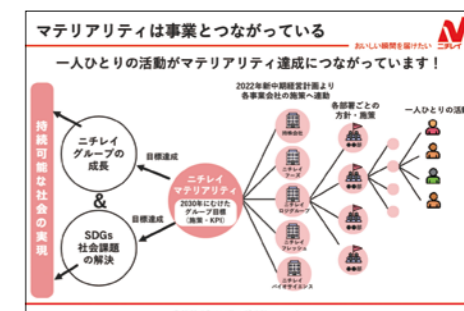 マテリアリティは事業とつながっている
おいしい瞬間を届けたい
ニチレイ
一人ひとりの活動がマテリアリティ達成につながっています！
2022年新中期経営計画より
各事業会社の施策へ連動
各部署ごとの
方針・施策
一人ひとりの活動
持続可能な社会の実現
ニチレイ
グループの
成長
&
SDGs
社会課題
の解決
目標達成
目標達成
ニチレイ
マテリアリティ
2030年にむけた
グループ目標
(施策・KPI)
持株会社
ニチレイ
フーズ
ニチレイ
ロジグループ
ニチレイ
フレッシュ
ニチレイ
バイオサイエンス